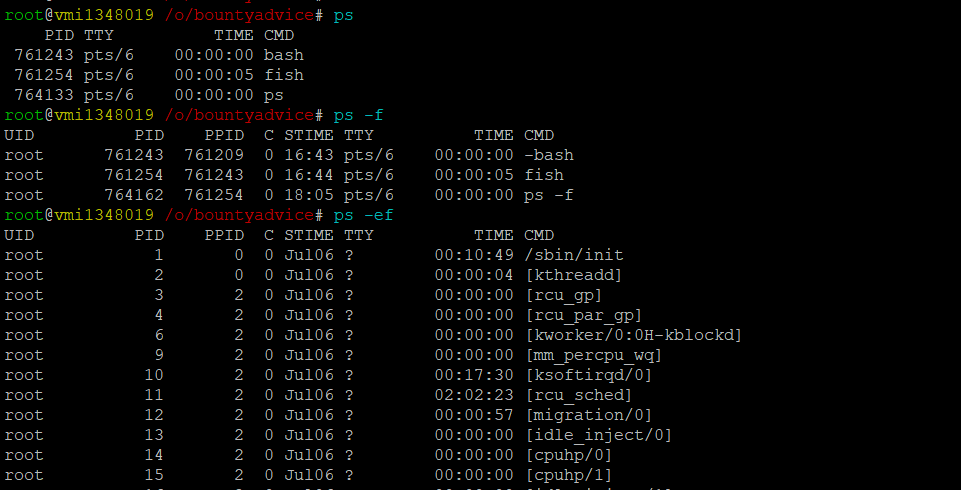 root@vmi1348019 /o/bountyadvice# ps
PID TTY TIME CMD
761243 pts/6 00:00:00 bash
761254 pts/6 00:00:05 fish
764133 pts/6 00:00:00 ps
root@vmi1348019 /o/bountyadvice# ps -f
UID PID PPID C STIME TTY TIME CMD
root 761243 761209 0 16:43 pts/6 00:00:00 -bash
root 761254 761243 0 16:44 pts/6 00:00:05 fish
root 764162 761254 0 18:05 pts/6 00:00:00 ps -f
root@vmi1348019 /o/bountyadvice# ps -ef
UID PID PPID C STIME TTY TIME CMD
root 1 0 0 Jul06 ? 00:10:49 /sbin/init
root 2 0 0 Jul06 ? 00:00:04 [kthreadd]
root 3 2 0 Jul06 ? 00:00:00 [rcu_gp]
root 4 2 0 Jul06 ? 00:00:00 [rcu_par_gp]
root 6 2 0 Jul06 ? 00:00:00 [kworker/0:0H-kblockd]
root 9 2 0 Jul06 ? 00:00:00 [mm_percpu_wq]
root 10 2 0 Jul06 ? 00:17:30 [ksoftirqd/0]
root 11 2 0 Jul06 ? 02:02:23 [rcu_sched]
root 12 2 0 Jul06 ? 00:00:57 [migration/0]
root 13 2 0 Jul06 ? 00:00:00 [idle_inject/0]
root 14 2 0 Jul06 ? 00:00:00 [cpuhp/0]
root 15 2 0 Jul06 ? 00:00:00 [cpuhp/1]